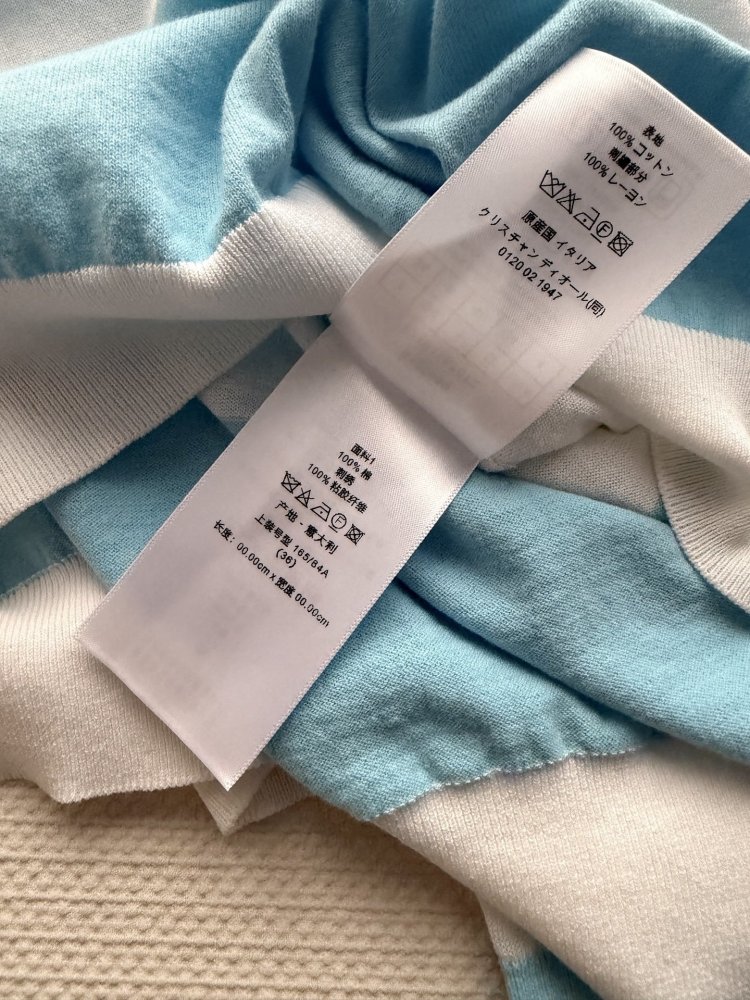 表地
100% コットン
刺繍部分
100% レーヨン
原産国 イタリア
クリスチャン ディオール(同)
0120 02 1947
面料1
100% 棉
刺绣
100% 粘胶纤维
产地 - 意大利
上装号型 165/84A
(36)
长度: 00.00cm x 宽度 00.00cm